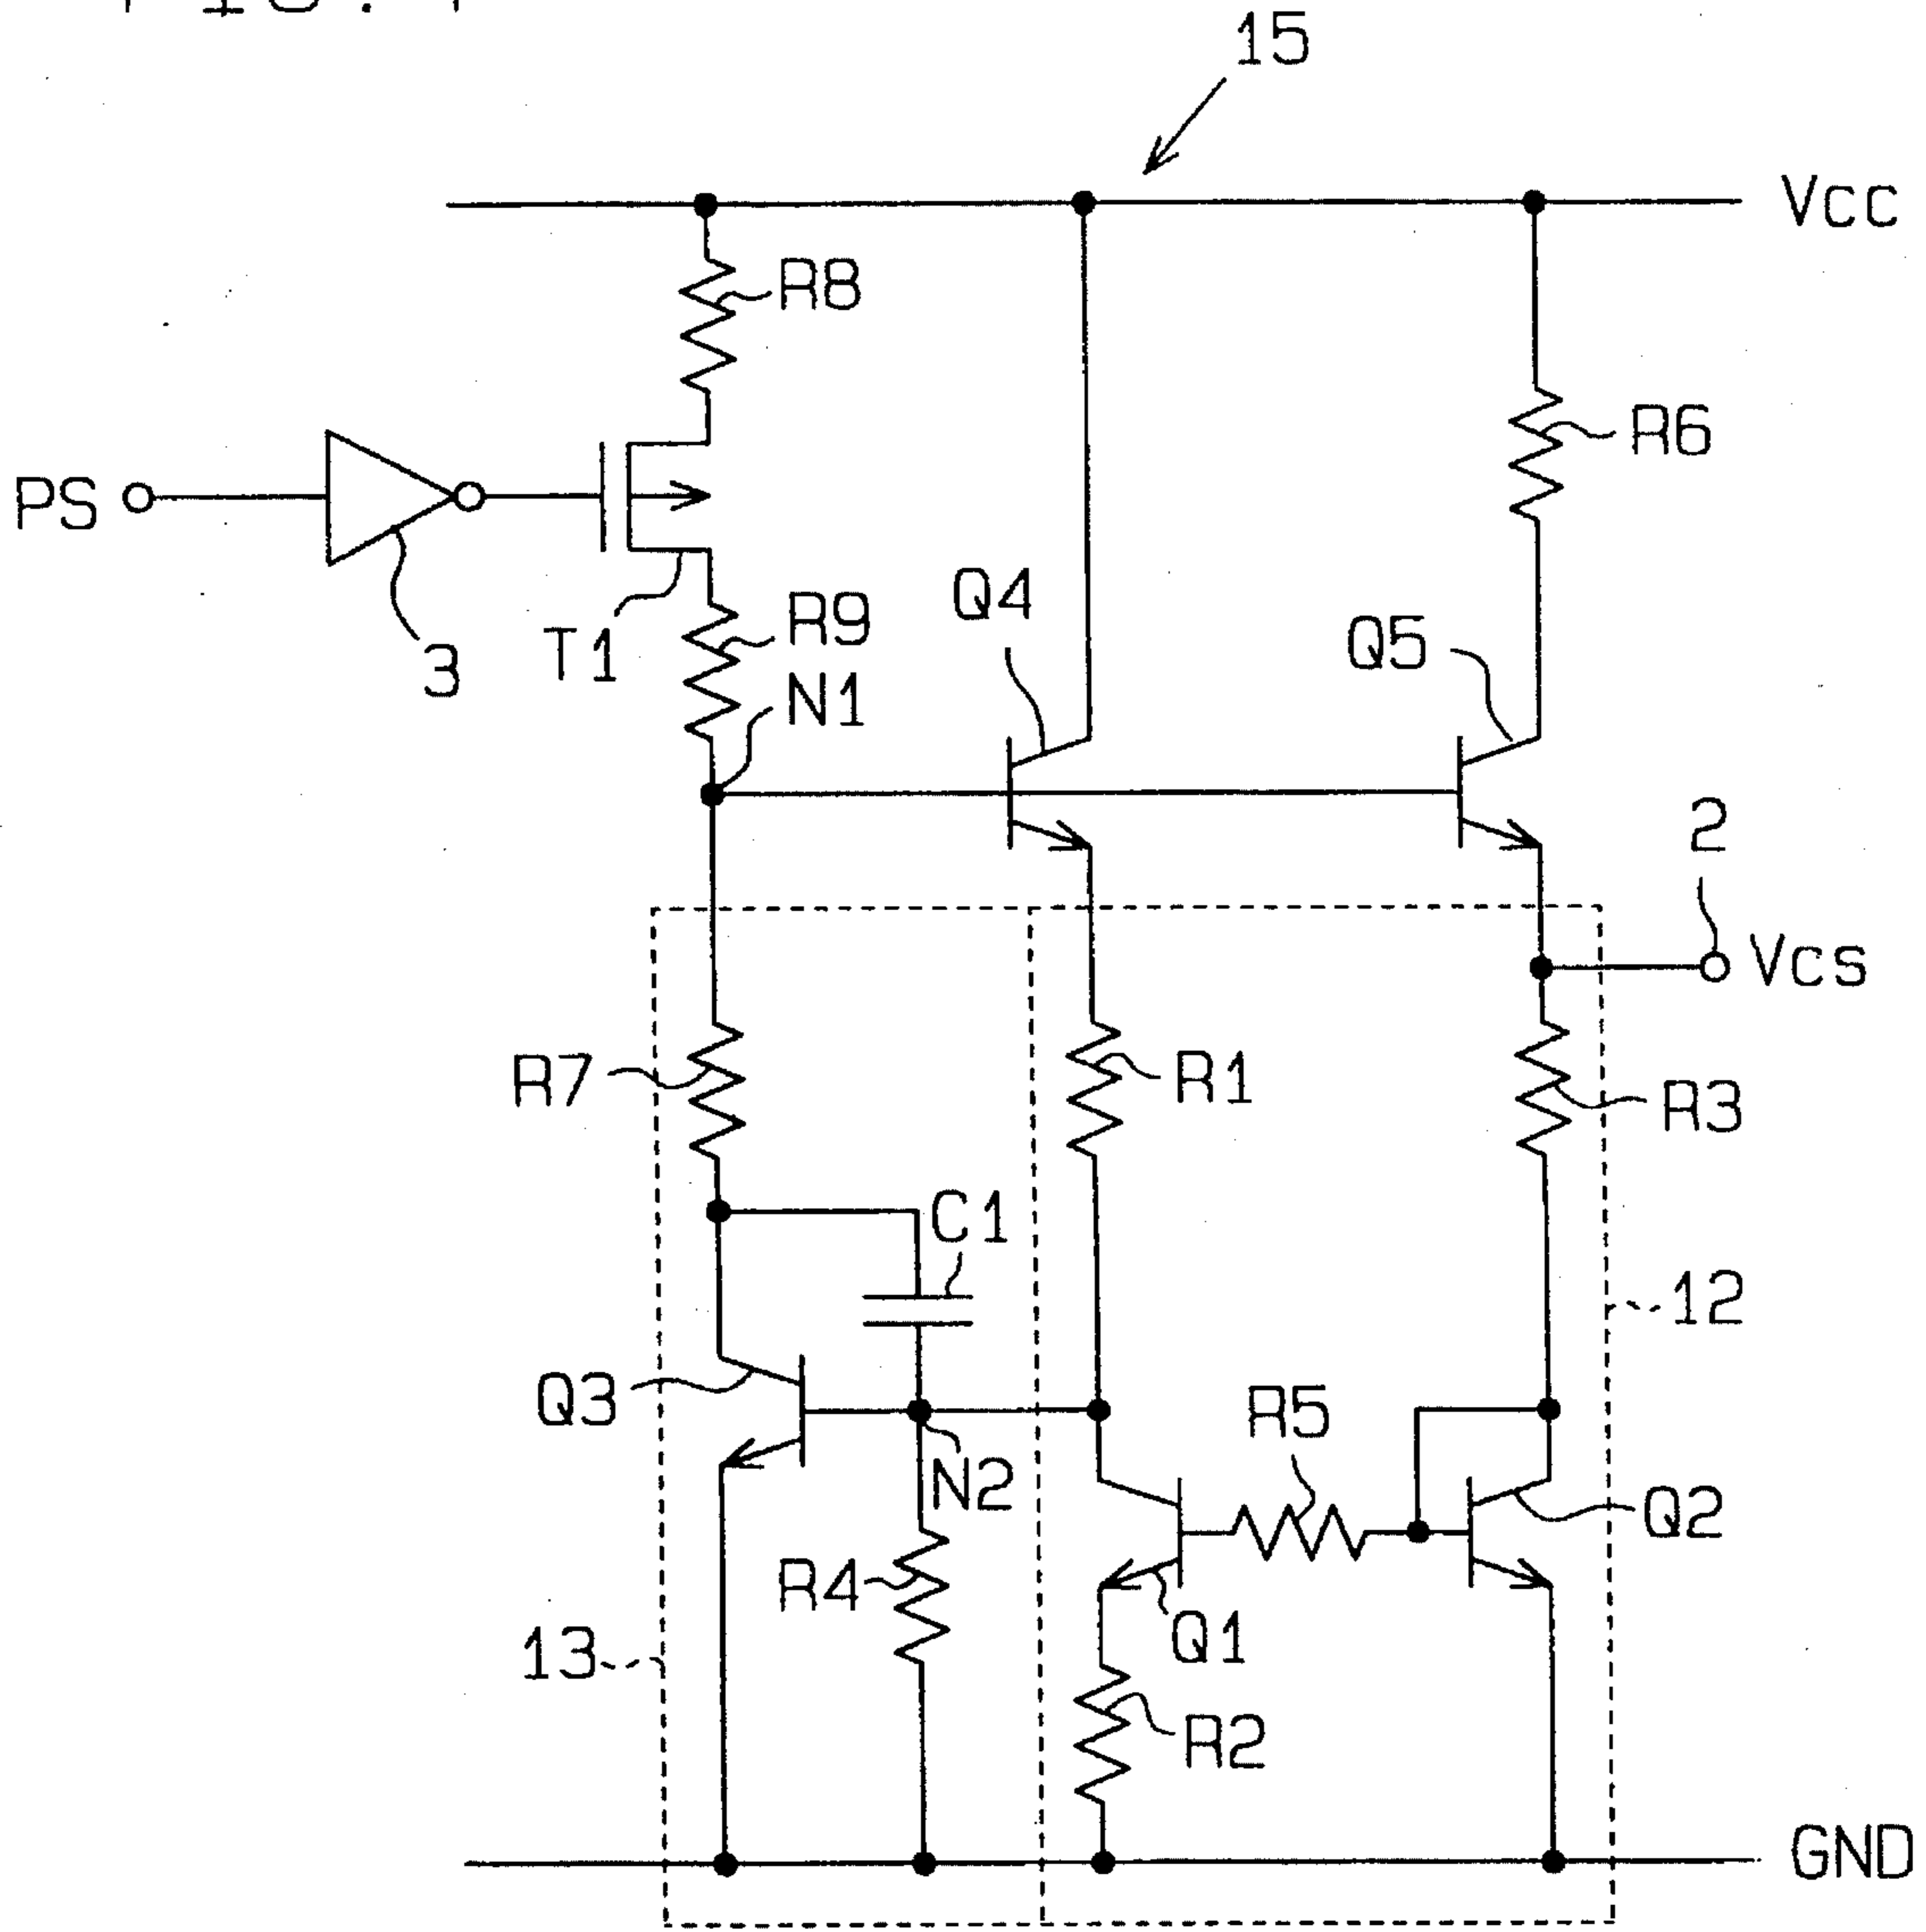 15
Vcc
R8
R6
PS
Q4
R9
Q5
3
T1
N1
2
Vcs
R7
R1
R3
C1
12
Q3
R5
N2
Q2
R4
13
Q1
R2
GND